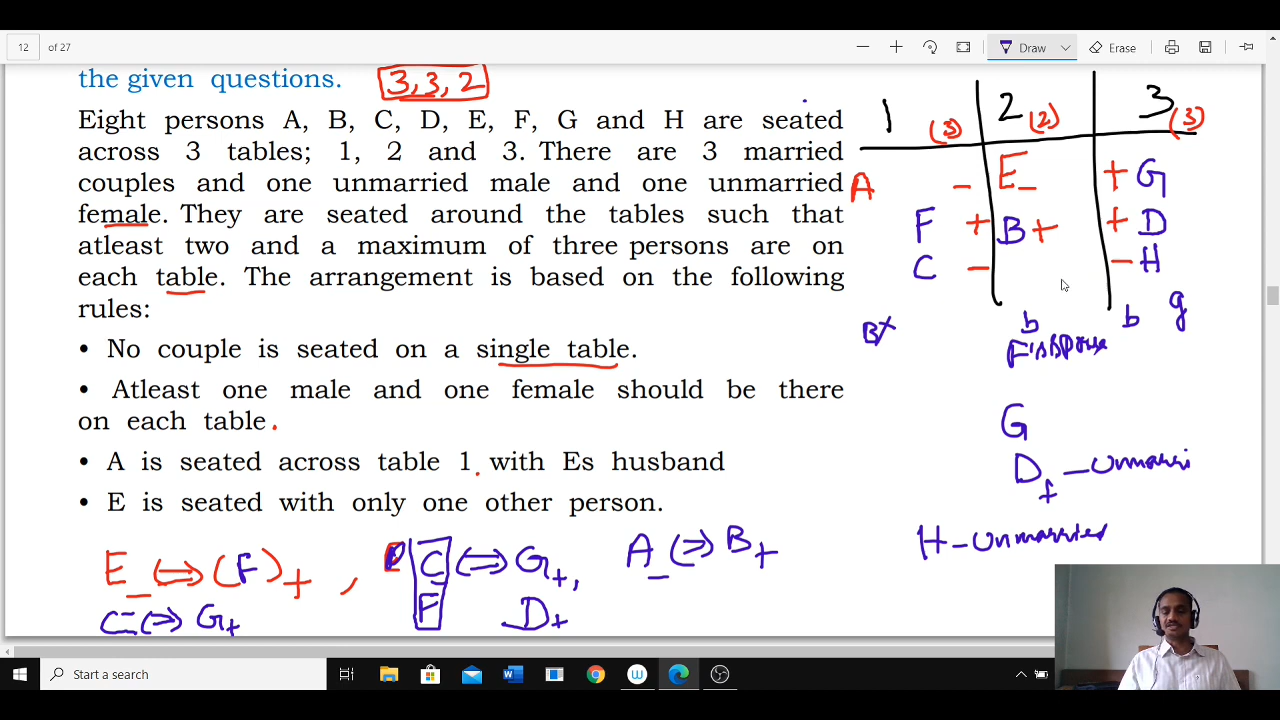 12 of 27
Draw
Erase
the given questions. 3,3,2
Eight persons A, B, C, D, E, F, G and H are seated
across 3 tables; 1, 2 and 3. There are 3 married
couples and one unmarried male and one unmarried
female. They are seated around the tables such that
atleast two and a maximum of three persons are on
each table. The arrangement is based on the following
rules:
• No couple is seated on a single table.
• Atleast one male and one female should be there
on each table.
• A is seated across table 1 with Es husband
• E is seated with only one other person.
1 (3) 2 (2) 3 (3)
A - E- +G
F + B+ +D
C - -H
B× b b g
F's spouse
G
Df - Unmarri
H - Unmarried
E- ⇔ (F)+ , C ⇔ G+, A- ⇔ B+
F D+
C- ⇔ G+
Start a search